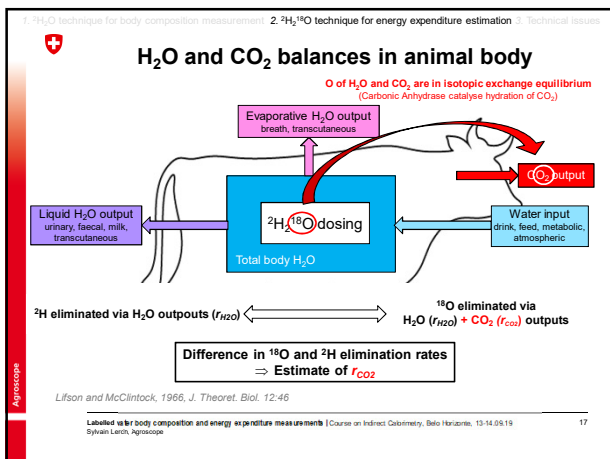 1. ²H₂O technique for body composition measurement 2. ²H₂¹⁸O technique for energy expenditure estimation 3. Technical issues
H₂O and CO₂ balances in animal body
O of H₂O and CO₂ are in isotopic exchange equilibrium
(Carbonic Anhydrase catalyse hydration of CO₂)
Evaporative H₂O output
breath, transcutaneous
CO₂ output
Liquid H₂O output
urinary, faecal, milk,
transcutaneous
²H₂¹⁸O dosing
Total body H₂O
Water input
drink, feed, metabolic,
atmospheric
²H eliminated via H₂O outpouts (rH2O)
¹⁸O eliminated via
H₂O (rH2O) + CO₂ (rCO2) outputs
Difference in ¹⁸O and ²H elimination rates
⇒ Estimate of rCO2
Agroscope
Lifson and McClintock, 1966, J. Theoret. Biol. 12:46
Labelled water body composition and energy expenditure measurements | Course on Indirect Calorimetry, Belo Horizonte, 13-14.09.19
Sylvain Lerch, Agroscope
17